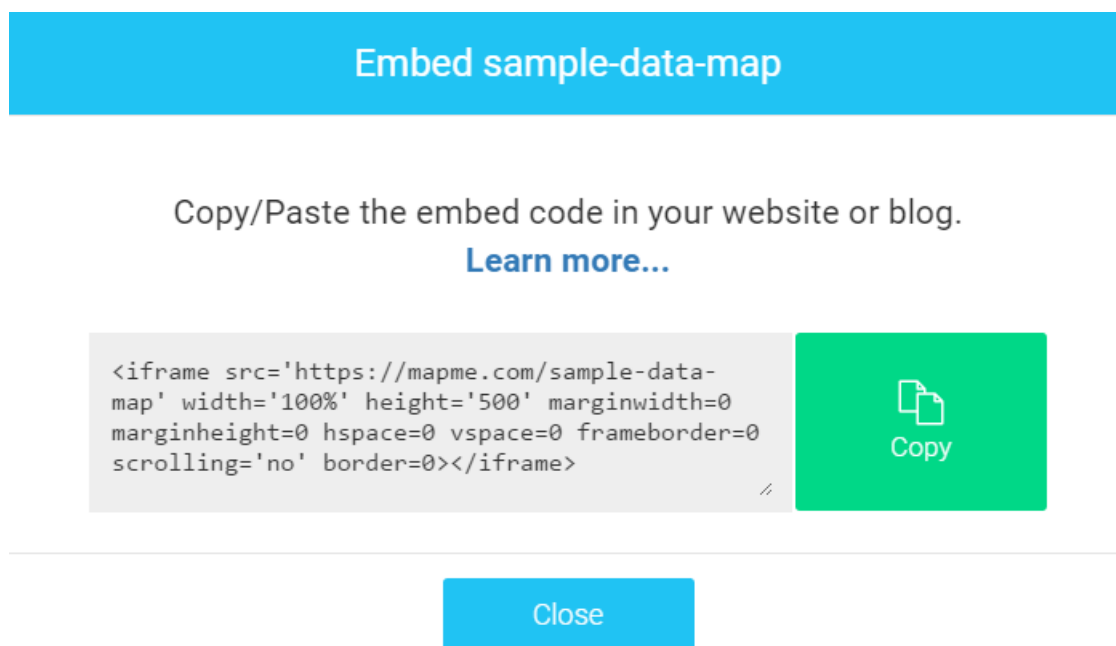 Embed sample-data-map
Copy/Paste the embed code in your website or blog.
Learn more...
<iframe src='https://mapme.com/sample-data-
map' width='100%' height='500' marginwidth=0
marginheight=0 hspace=0 vspace=0 frameborder=0
scrolling='no' border=0></iframe>
Copy
Close